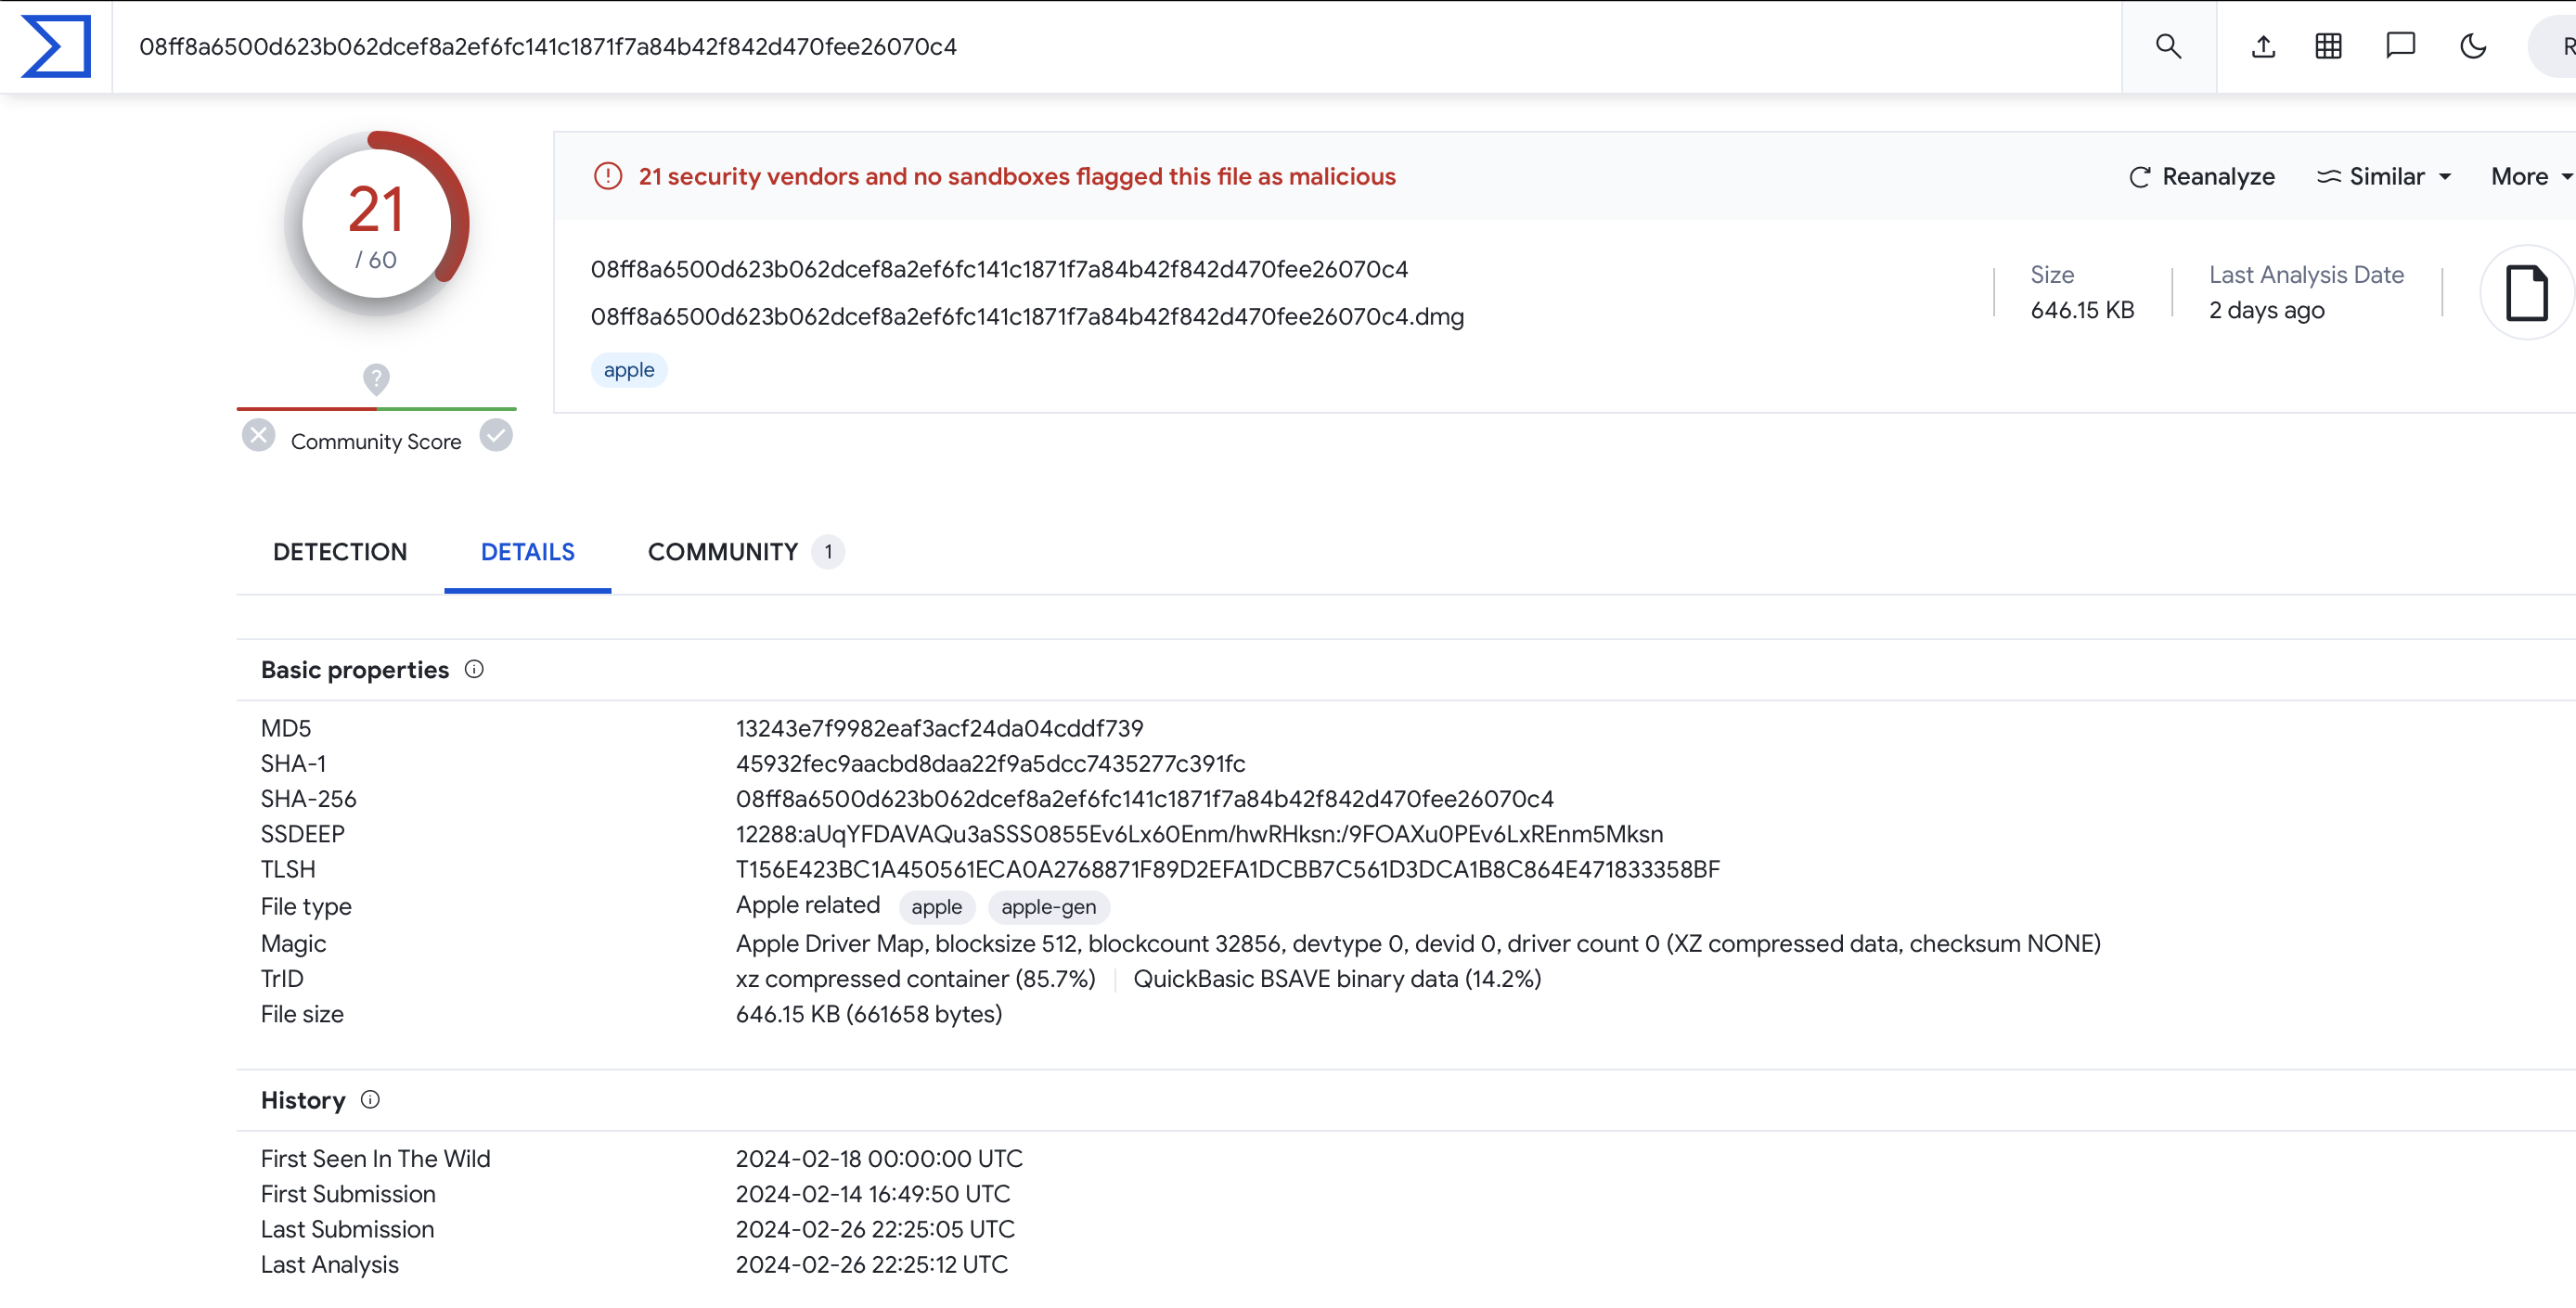 08ff8a6500d623b062dcef8a2ef6fc141c1871f7a84b42f842d470fee26070c4
R
21
/ 60
21 security vendors and no sandboxes flagged this file as malicious
Reanalyze
Similar
More
08ff8a6500d623b062dcef8a2ef6fc141c1871f7a84b42f842d470fee26070c4
08ff8a6500d623b062dcef8a2ef6fc141c1871f7a84b42f842d470fee26070c4.dmg
apple
Size
646.15 KB
Last Analysis Date
2 days ago
?
Community Score
DETECTION DETAILS COMMUNITY 1
Basic properties
MD5 13243e7f9982eaf3acf24da04cddf739
SHA-1 45932fec9aacbd8daa22f9a5dcc7435277c391fc
SHA-256 08ff8a6500d623b062dcef8a2ef6fc141c1871f7a84b42f842d470fee26070c4
SSDEEP 12288:aUqYFDAVAQu3aSSS0855Ev6Lx60Enm/hwRHksn:/9FOAXu0PEv6LxREnm5Mksn
TLSH T156E423BC1A450561ECA0A2768871F89D2EFA1DCBB7C561D3DCA1B8C864E471833358BF
File type Apple related apple apple-gen
Magic Apple Driver Map, blocksize 512, blockcount 32856, devtype 0, devid 0, driver count 0 (XZ compressed data, checksum NONE)
TrID xz compressed container (85.7%) QuickBasic BSAVE binary data (14.2%)
File size 646.15 KB (661658 bytes)
History
First Seen In The Wild 2024-02-18 00:00:00 UTC
First Submission 2024-02-14 16:49:50 UTC
Last Submission 2024-02-26 22:25:05 UTC
Last Analysis 2024-02-26 22:25:12 UTC